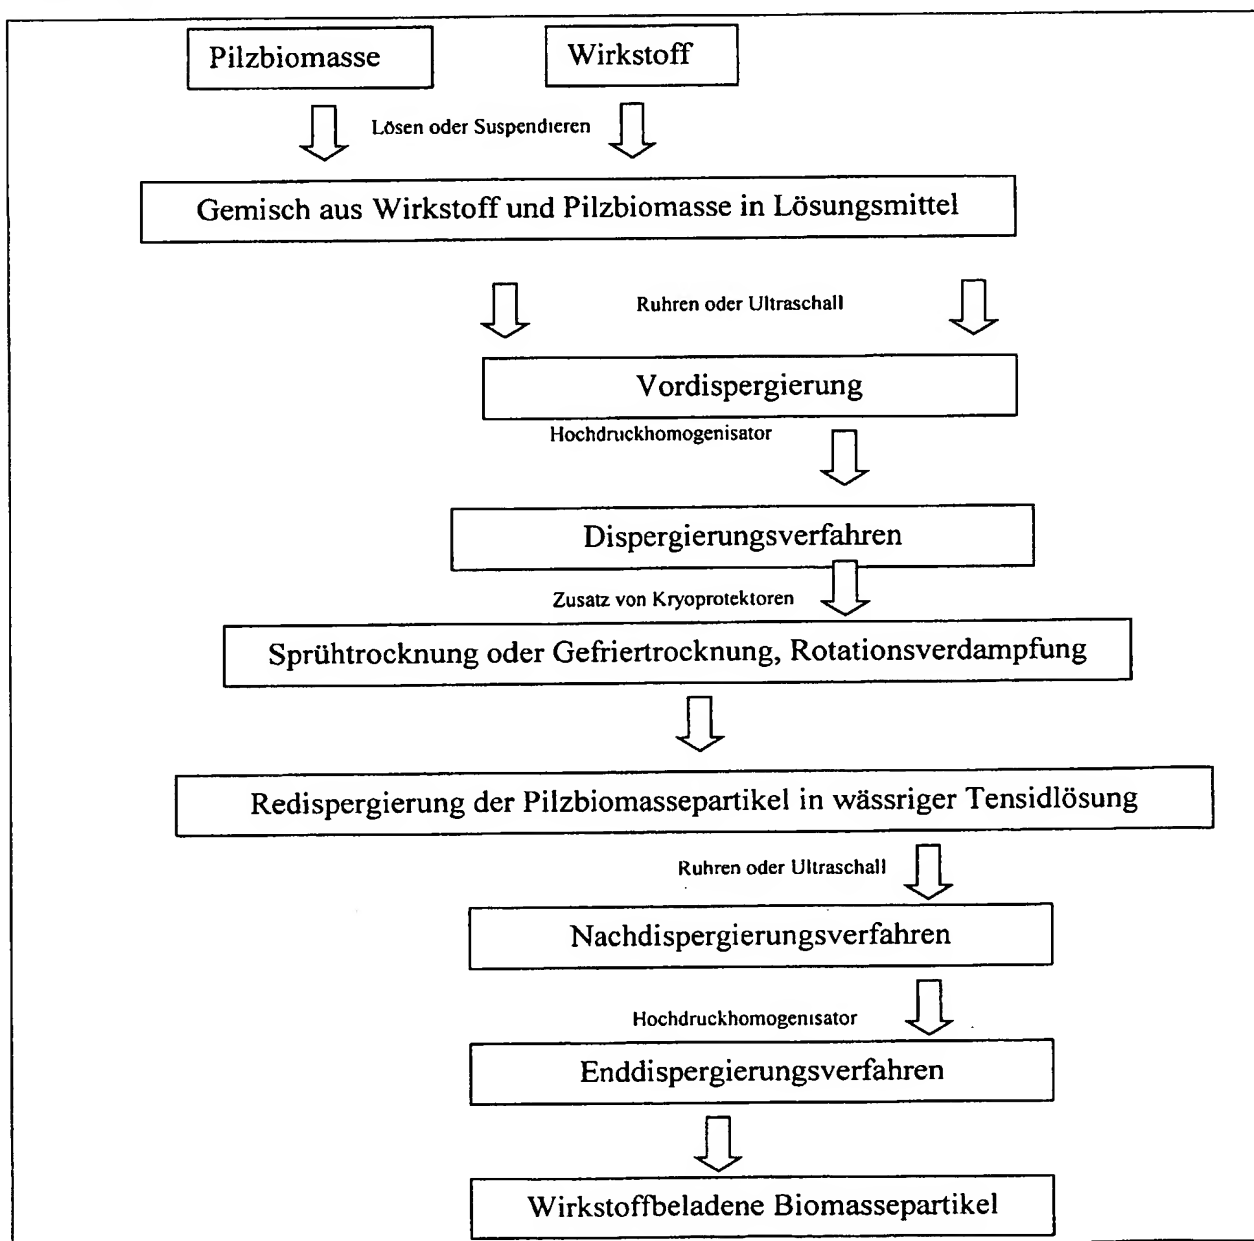 Pilzbiomasse
Wirkstoff
Lösen oder Suspendieren
Gemisch aus Wirkstoff und Pilzbiomasse in Lösungsmittel
Ruhren oder Ultraschall
Vordispergierung
Hochdruckhomogenisator
Dispergierungsverfahren
Zusatz von Kryoprotektoren
Sprühtrocknung oder Gefriertrocknung, Rotationsverdampfung
Redispergierung der Pilzbiomassepartikel in wässriger Tensidlösung
Ruhren oder Ultraschall
Nachdispergierungsverfahren
Hochdruckhomogenisator
Enddispergierungsverfahren
Wirkstoffbeladene Biomassepartikel